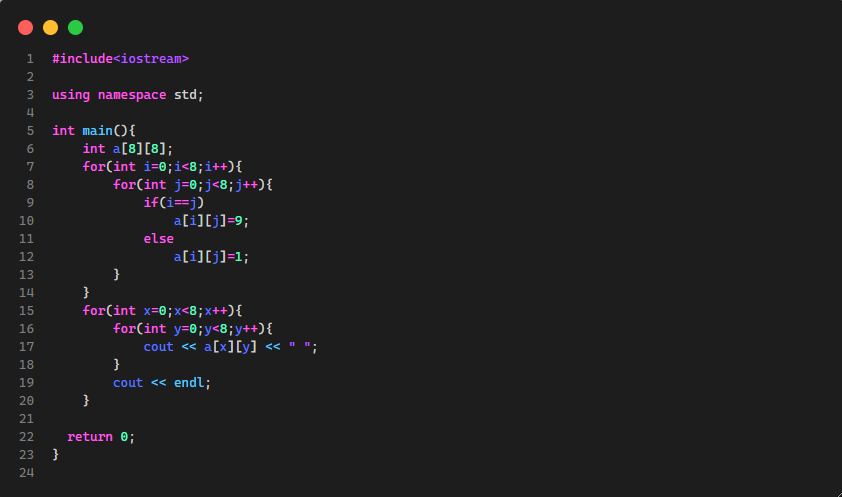 1 #include<iostream>
2
3 using namespace std;
4
5 int main(){
6     int a[8][8];
7     for(int i=0;i<8;i++){
8         for(int j=0;j<8;j++){
9             if(i==j)
10                 a[i][j]=9;
11             else
12                 a[i][j]=1;
13         }
14     }
15     for(int x=0;x<8;x++){
16         for(int y=0;y<8;y++){
17             cout << a[x][y] << " ";
18         }
19         cout << endl;
20     }
21
22   return 0;
23 }
24